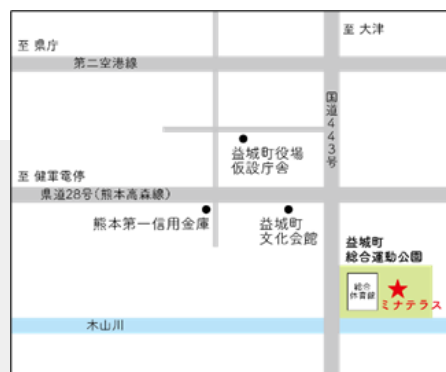 至 大津
至 県庁
第二空港線
国道443号
益城町役場
仮設庁舎
至 健軍電停
県道28号(熊本高森線)
熊本第一信用金庫
益城町
文化会館
益城町
総合運動公園
総合
体育館
ミナテラス
木山川